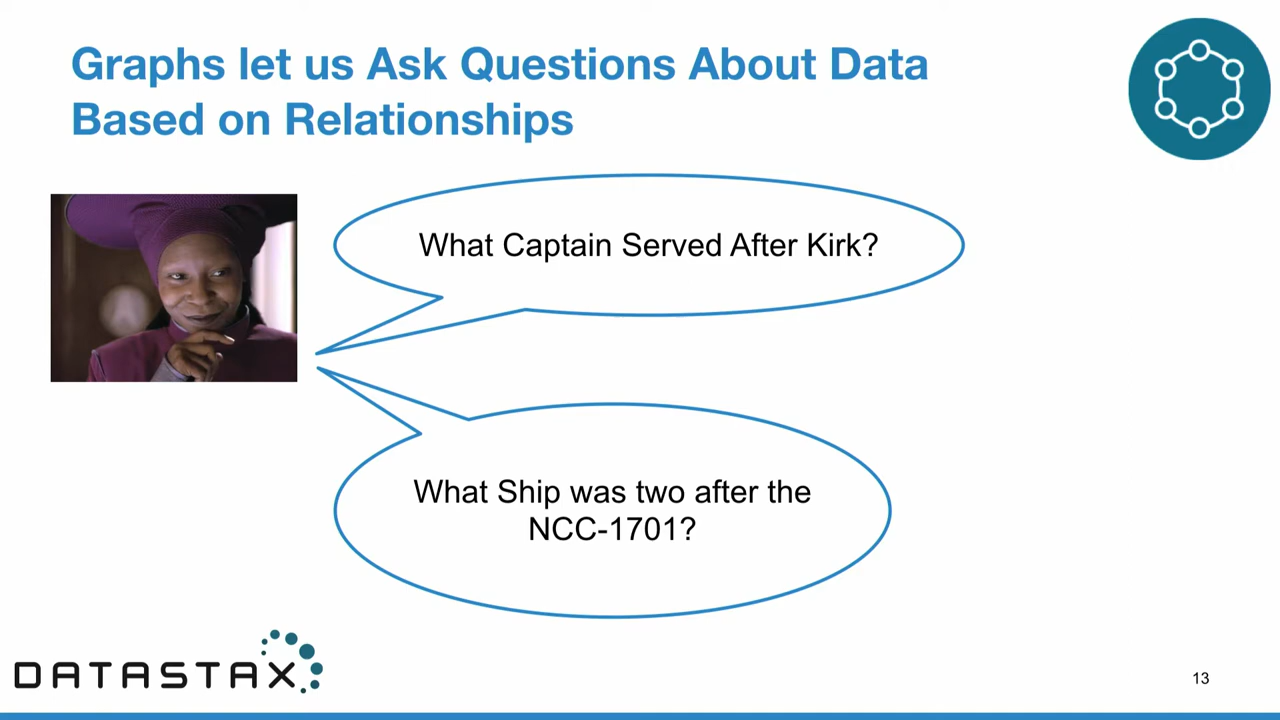 Graphs let us Ask Questions About Data
Based on Relationships
What Captain Served After Kirk?
What Ship was two after the
NCC-1701?
DATASTAX
13